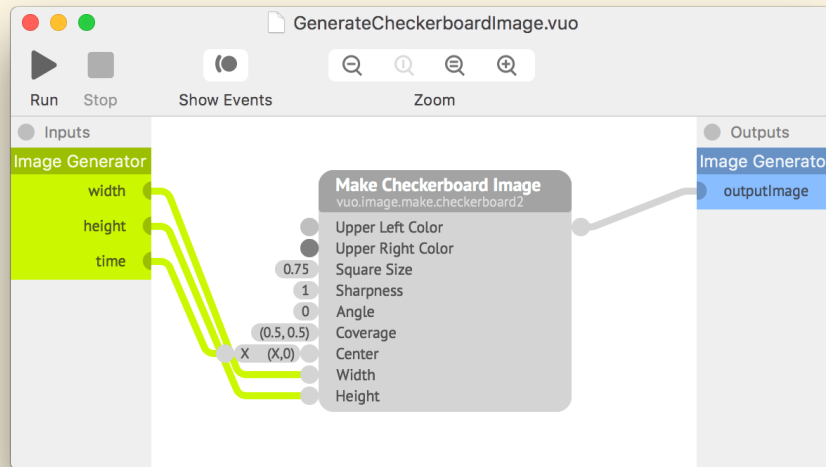 GenerateCheckerboardImage.vuo
Run
Stop
Show Events
Zoom
Inputs
Image Generator
width
height
time
Make Checkerboard Image
vuo.image.make.checkerboard2
Upper Left Color
Upper Right Color
0.75 Square Size
1 Sharpness
0 Angle
(0.5, 0.5) Coverage
X (X,0) Center
Width
Height
Outputs
Image Generato
outputImage